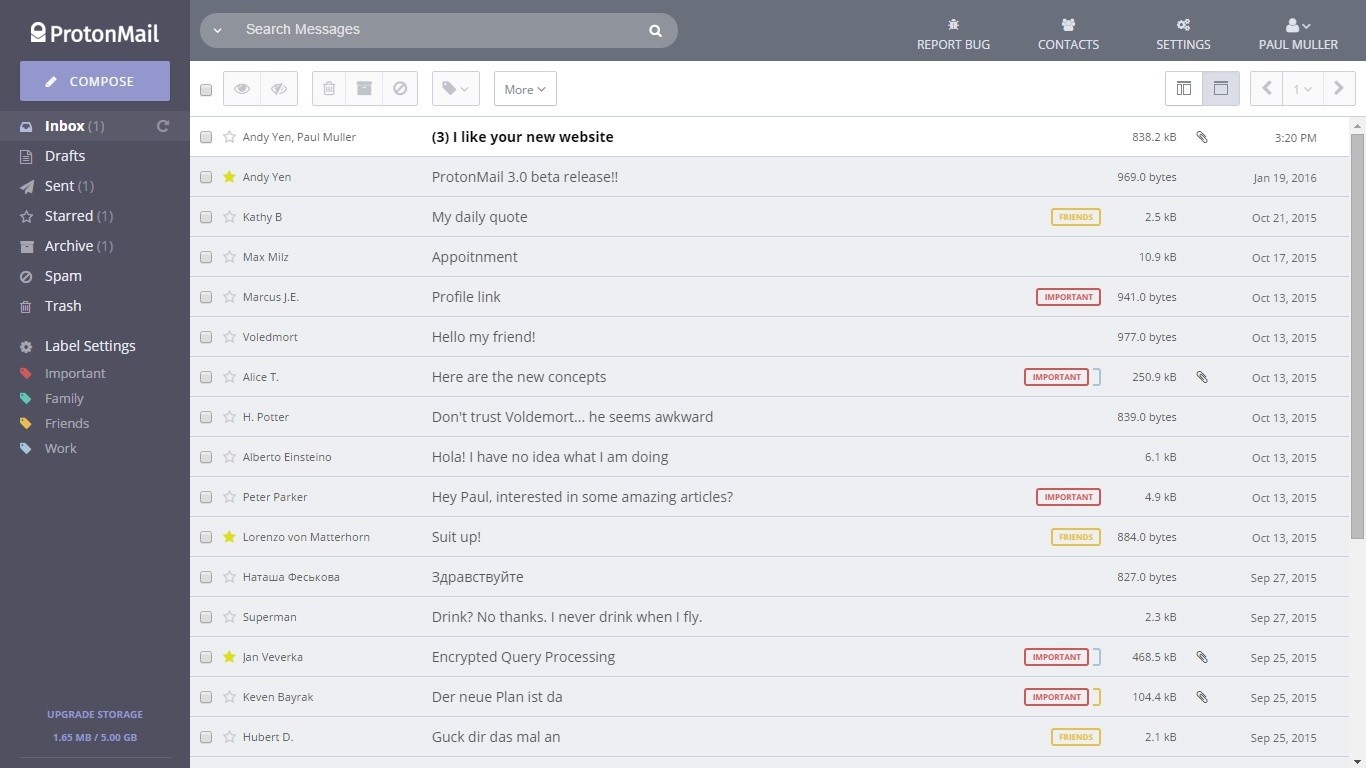 ProtonMail
Search Messages
REPORT BUG
CONTACTS
SETTINGS
PAUL MULLER
COMPOSE
More
1
Inbox (1)
Drafts
Sent (1)
Starred (1)
Archive (1)
Spam
Trash
Label Settings
Important
Family
Friends
Work
UPGRADE STORAGE
1.65 MB / 5.00 GB
Andy Yen, Paul Muller (3) I like your new website 838.2 kB 3:20 PM
Andy Yen ProtonMail 3.0 beta release!! 969.0 bytes Jan 19, 2016
Kathy B My daily quote FRIENDS 2.5 kB Oct 21, 2015
Max Milz Appoitnment 10.9 kB Oct 17, 2015
Marcus J.E. Profile link IMPORTANT 941.0 bytes Oct 13, 2015
Voledmort Hello my friend! 977.0 bytes Oct 13, 2015
Alice T. Here are the new concepts IMPORTANT 250.9 kB Oct 13, 2015
H. Potter Don't trust Voldemort... he seems awkward 839.0 bytes Oct 13, 2015
Alberto Einsteino Hola! I have no idea what I am doing 6.1 kB Oct 13, 2015
Peter Parker Hey Paul, interested in some amazing articles? IMPORTANT 4.9 kB Oct 13, 2015
Lorenzo von Matterhorn Suit up! FRIENDS 884.0 bytes Oct 13, 2015
Наташа Феськова Здравствуйте 827.0 bytes Sep 27, 2015
Superman Drink? No thanks. I never drink when I fly. 2.3 kB Sep 27, 2015
Jan Veverka Encrypted Query Processing IMPORTANT 468.5 kB Sep 25, 2015
Keven Bayrak Der neue Plan ist da IMPORTANT 104.4 kB Sep 25, 2015
Hubert D. Guck dir das mal an FRIENDS 2.1 kB Sep 25, 2015